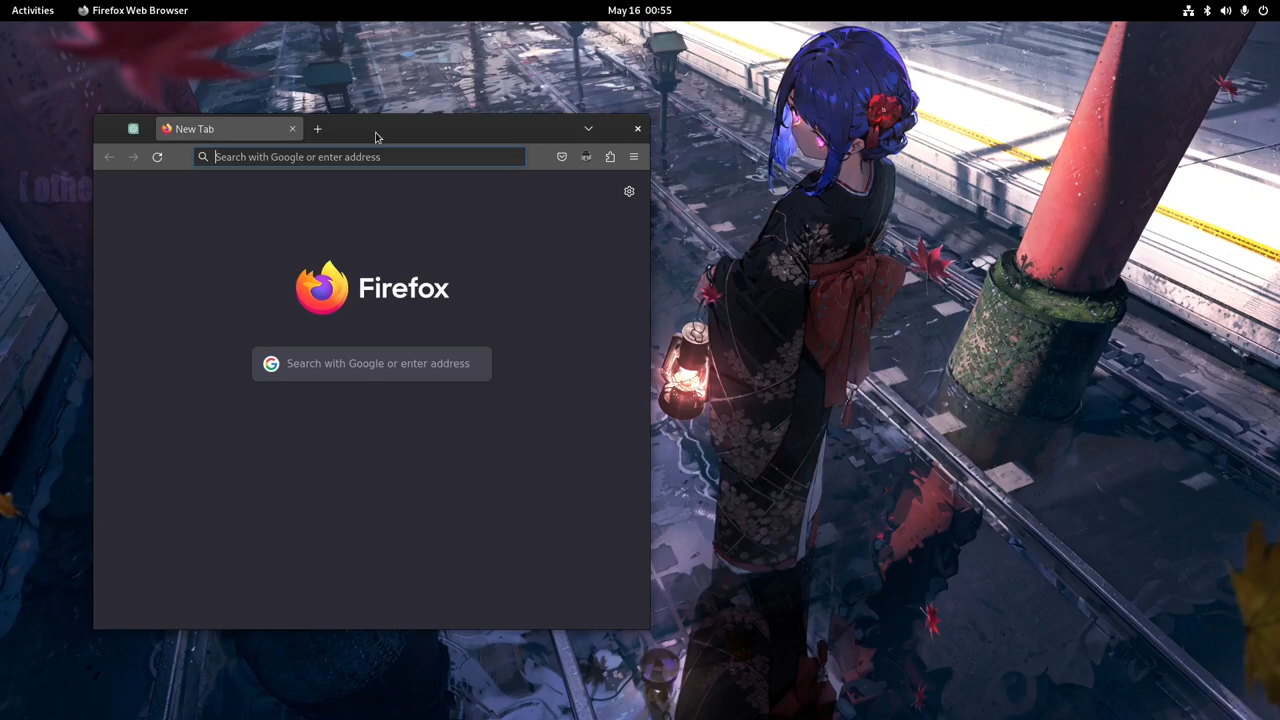 Activities
Firefox Web Browser
May 16 00:55
New Tab
Search with Google or enter address
Firefox
Search with Google or enter address
i othe